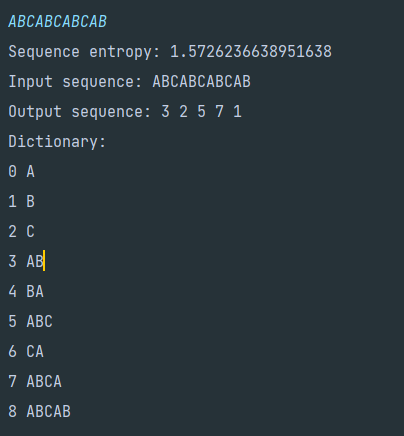 ABCABCABCAB
Sequence entropy: 1.5726236638951638
Input sequence: ABCABCABCAB
Output sequence: 3 2 5 7 1
Dictionary:
0 A
1 B
2 C
3 AB
4 BA
5 ABC
6 CA
7 ABCA
8 ABCAB